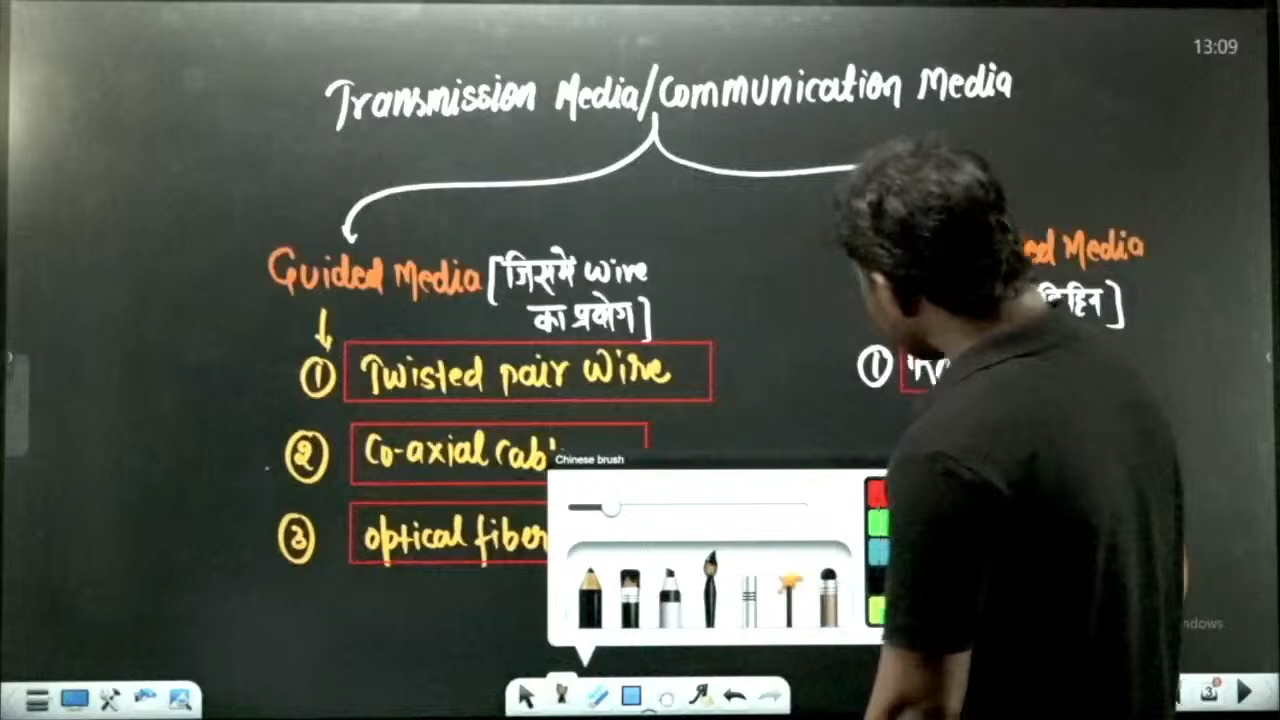 13:09
Transmission Media/Communication Media
Guided Media [जिसमे wire
का प्रयोग]
ed Media
]
① Twisted pair wire
①
② Co-axial cab
Chinese brush
③ optical fiber
ndows